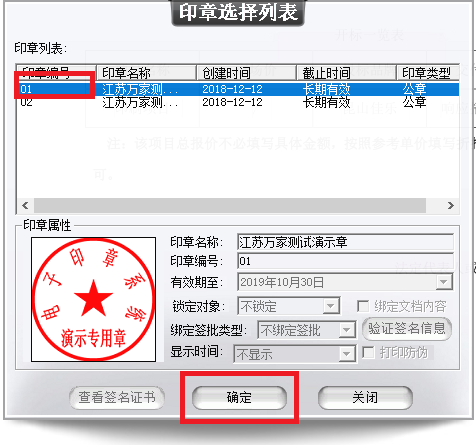 印章选择列表
印章列表:
印章编号 印章名称 创建时间 截止时间 印章类型
01 江苏万家测... 2018-12-12 长期有效 公章
02 江苏万家测... 2018-12-12 长期有效 公章
注：该项目总报价不必填写具体金额，按照参考单价填写
可。
印章属性
电子印章系统
演示专用章
印章名称: 江苏万家测试演示章
印章编号: 01
有效期至: 2019年10月30日
锁定对象: 不锁定 绑定文档内容
绑定签批类型: 不绑定签批 验证签名信息
显示时间: 不显示 打印防伪
查看签名证书 确定 关闭